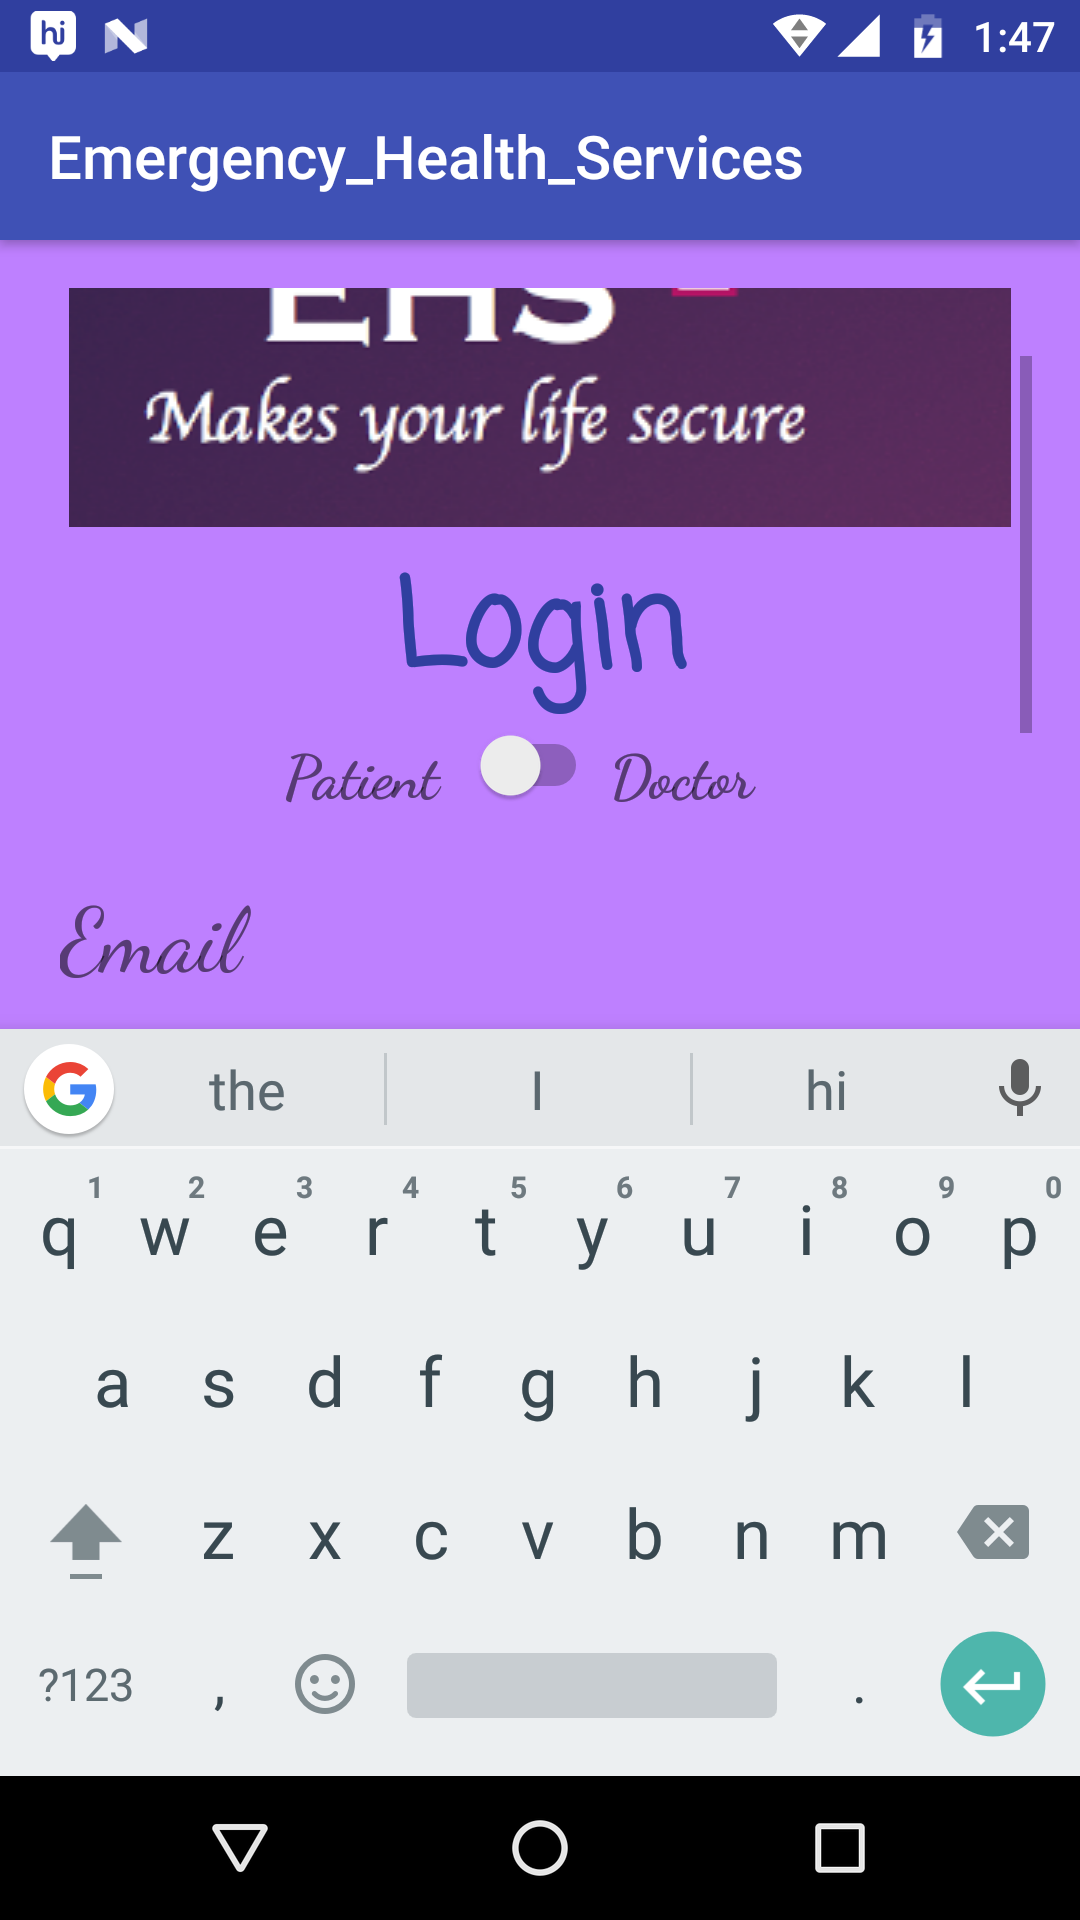 hi 1:47
Emergency_Health_Services
EHS
Makes your life secure
Login
Patient Doctor
Email
the I hi
1 2 3 4 5 6 7 8 9 0
q w e r t y u i o p
a s d f g h j k l
z x c v b n m
?123 , .